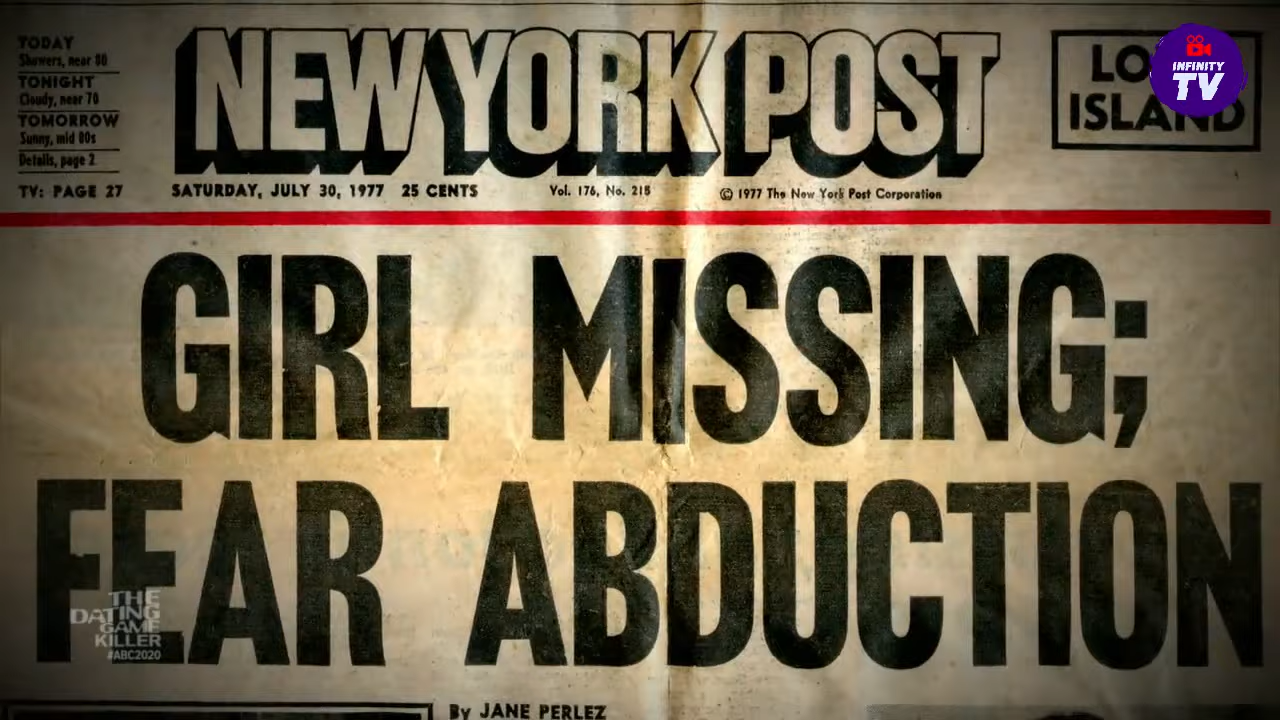 TODAY
Showers, near 80
TONIGHT
Cloudy, near 70
TOMORROW
Sunny, mid 80s
Details, page 2
TV: PAGE 27
NEW YORK POST
SATURDAY, JULY 30, 1977 25 CENTS
Vol. 176, No. 215
© 1977 The New York Post Corporation
ISLAND
INFINITY
TV
GIRL MISSING;
FEAR ABDUCTION
THE
DATING
GAME
KILLER
#ABC2020
By JANE PERLEZ